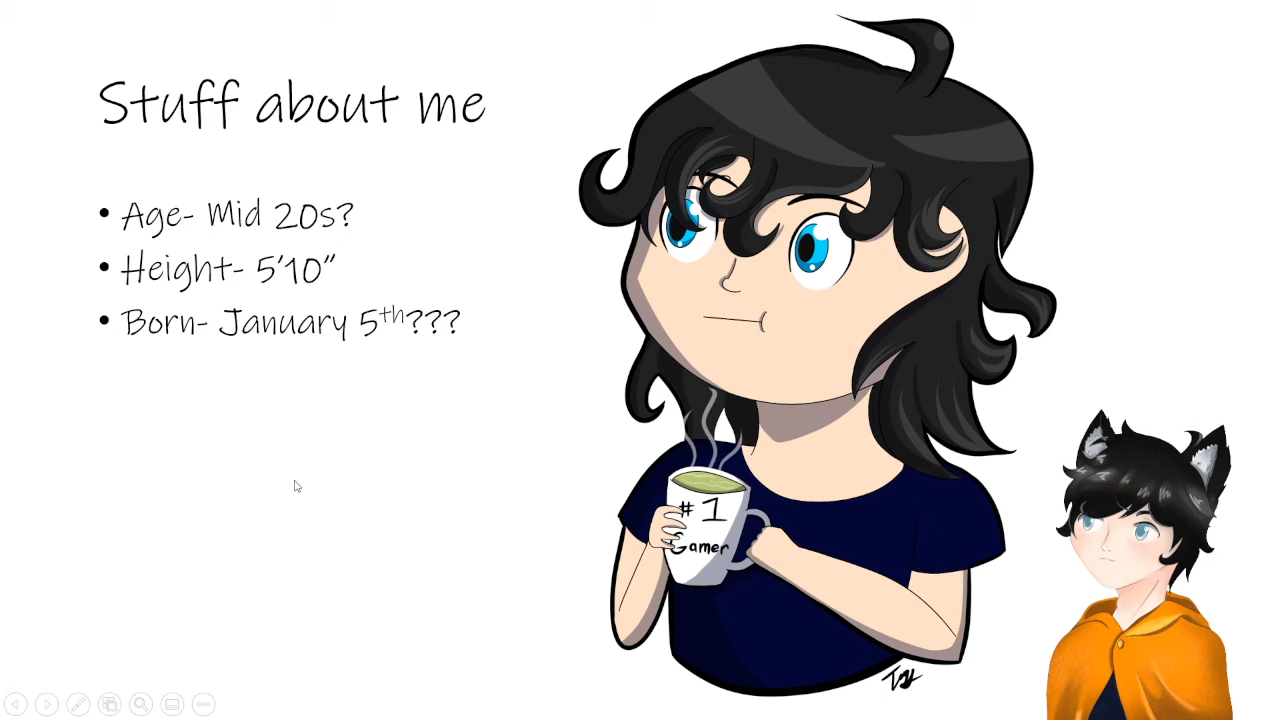 Stuff about me
• Age- Mid 20s?
• Height- 5'10"
• Born- January 5th???
#1
Gamer